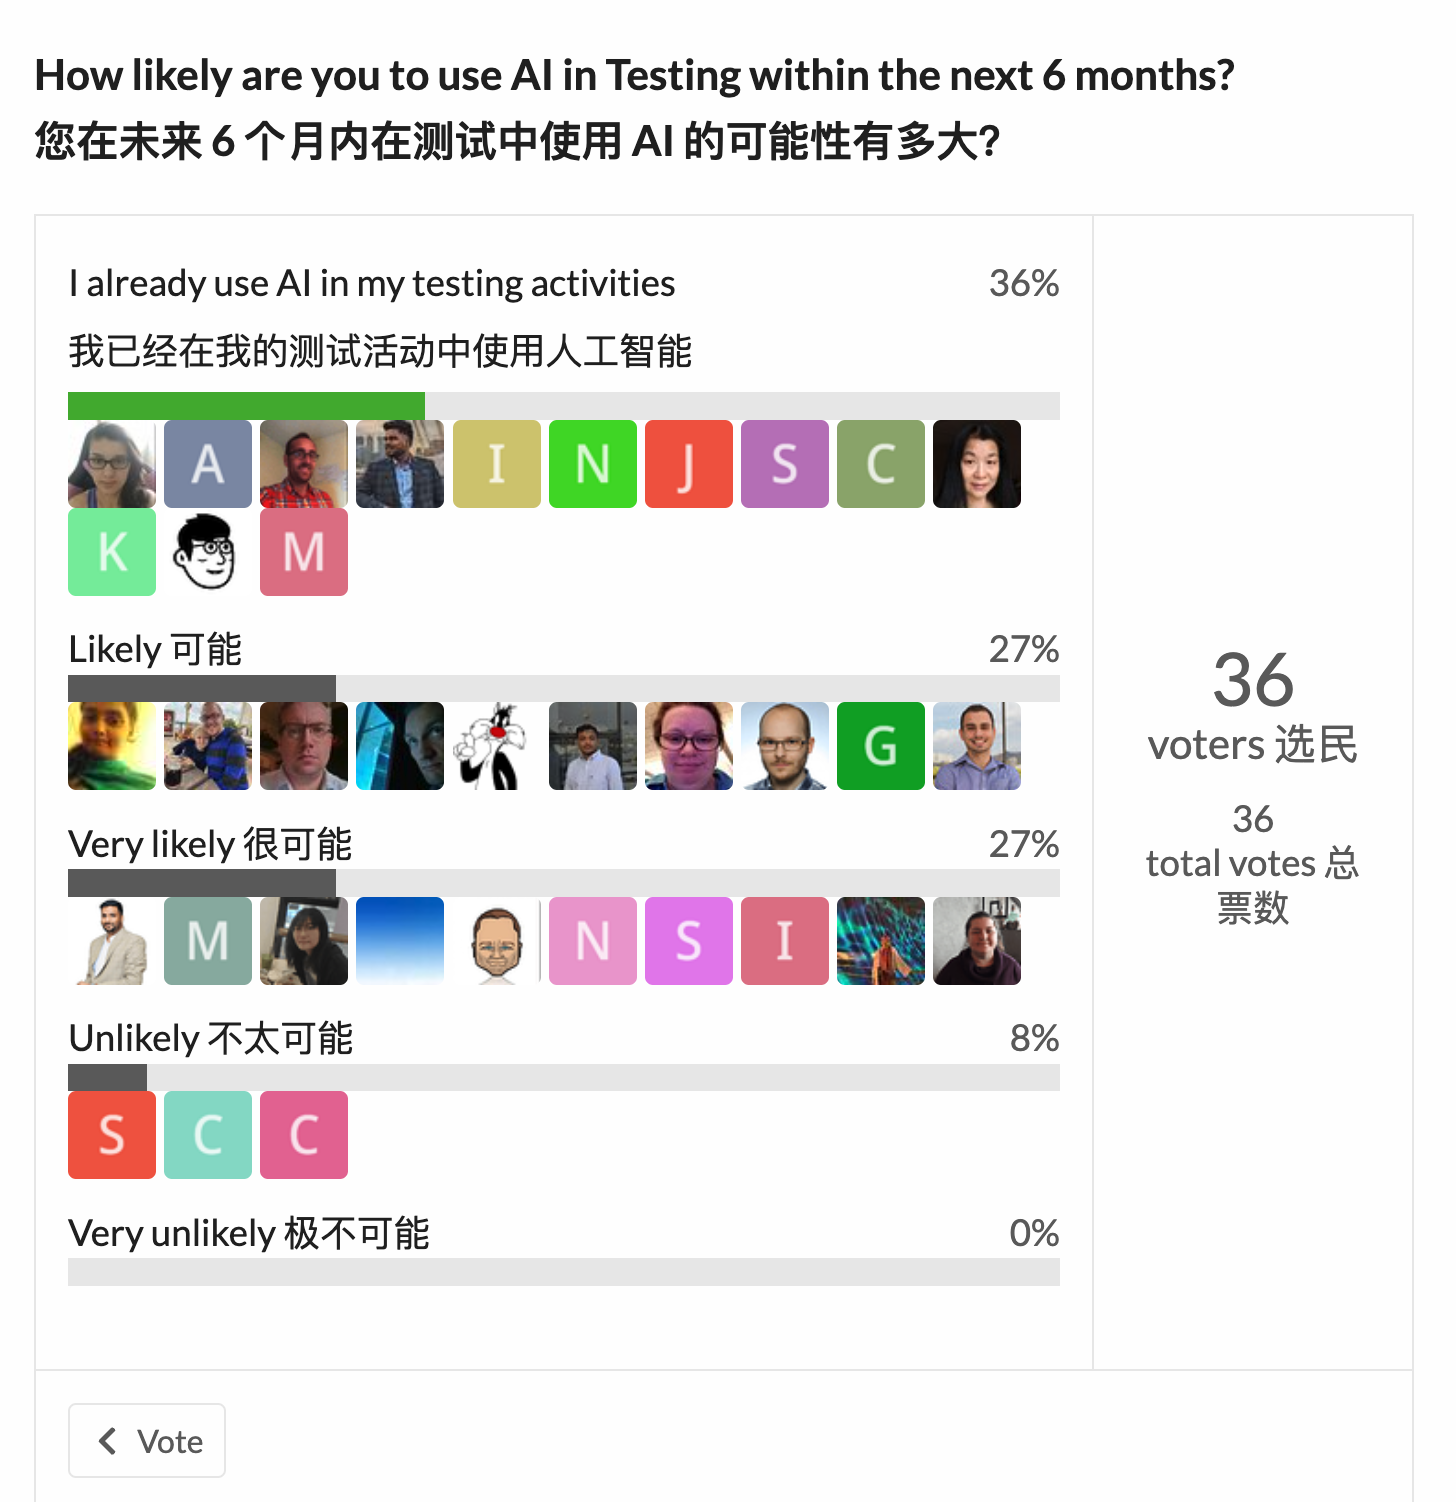 How likely are you to use AI in Testing within the next 6 months?
您在未来 6 个月内在测试中使用 AI 的可能性有多大?
I already use AI in my testing activities 36%
我已经在我的测试活动中使用人工智能
A I N J S C
K M
Likely 可能 27%
G
Very likely 很可能 27%
M N S I
Unlikely 不太可能 8%
S C C
Very unlikely 极不可能 0%
36
voters 选民
36
total votes 总
票数
Vote